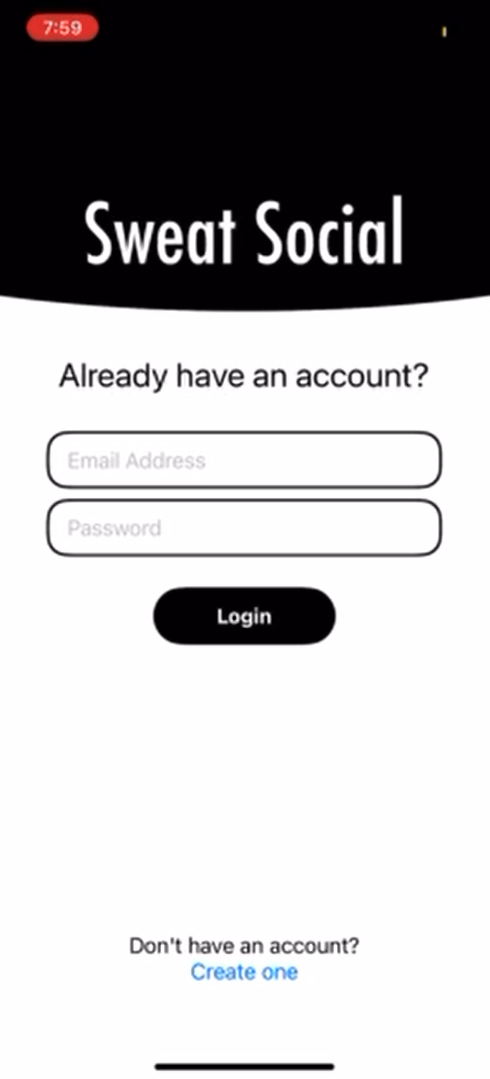 7:59
Sweat Social
Already have an account?
Email Address
Password
Login
Don't have an account?
Create one